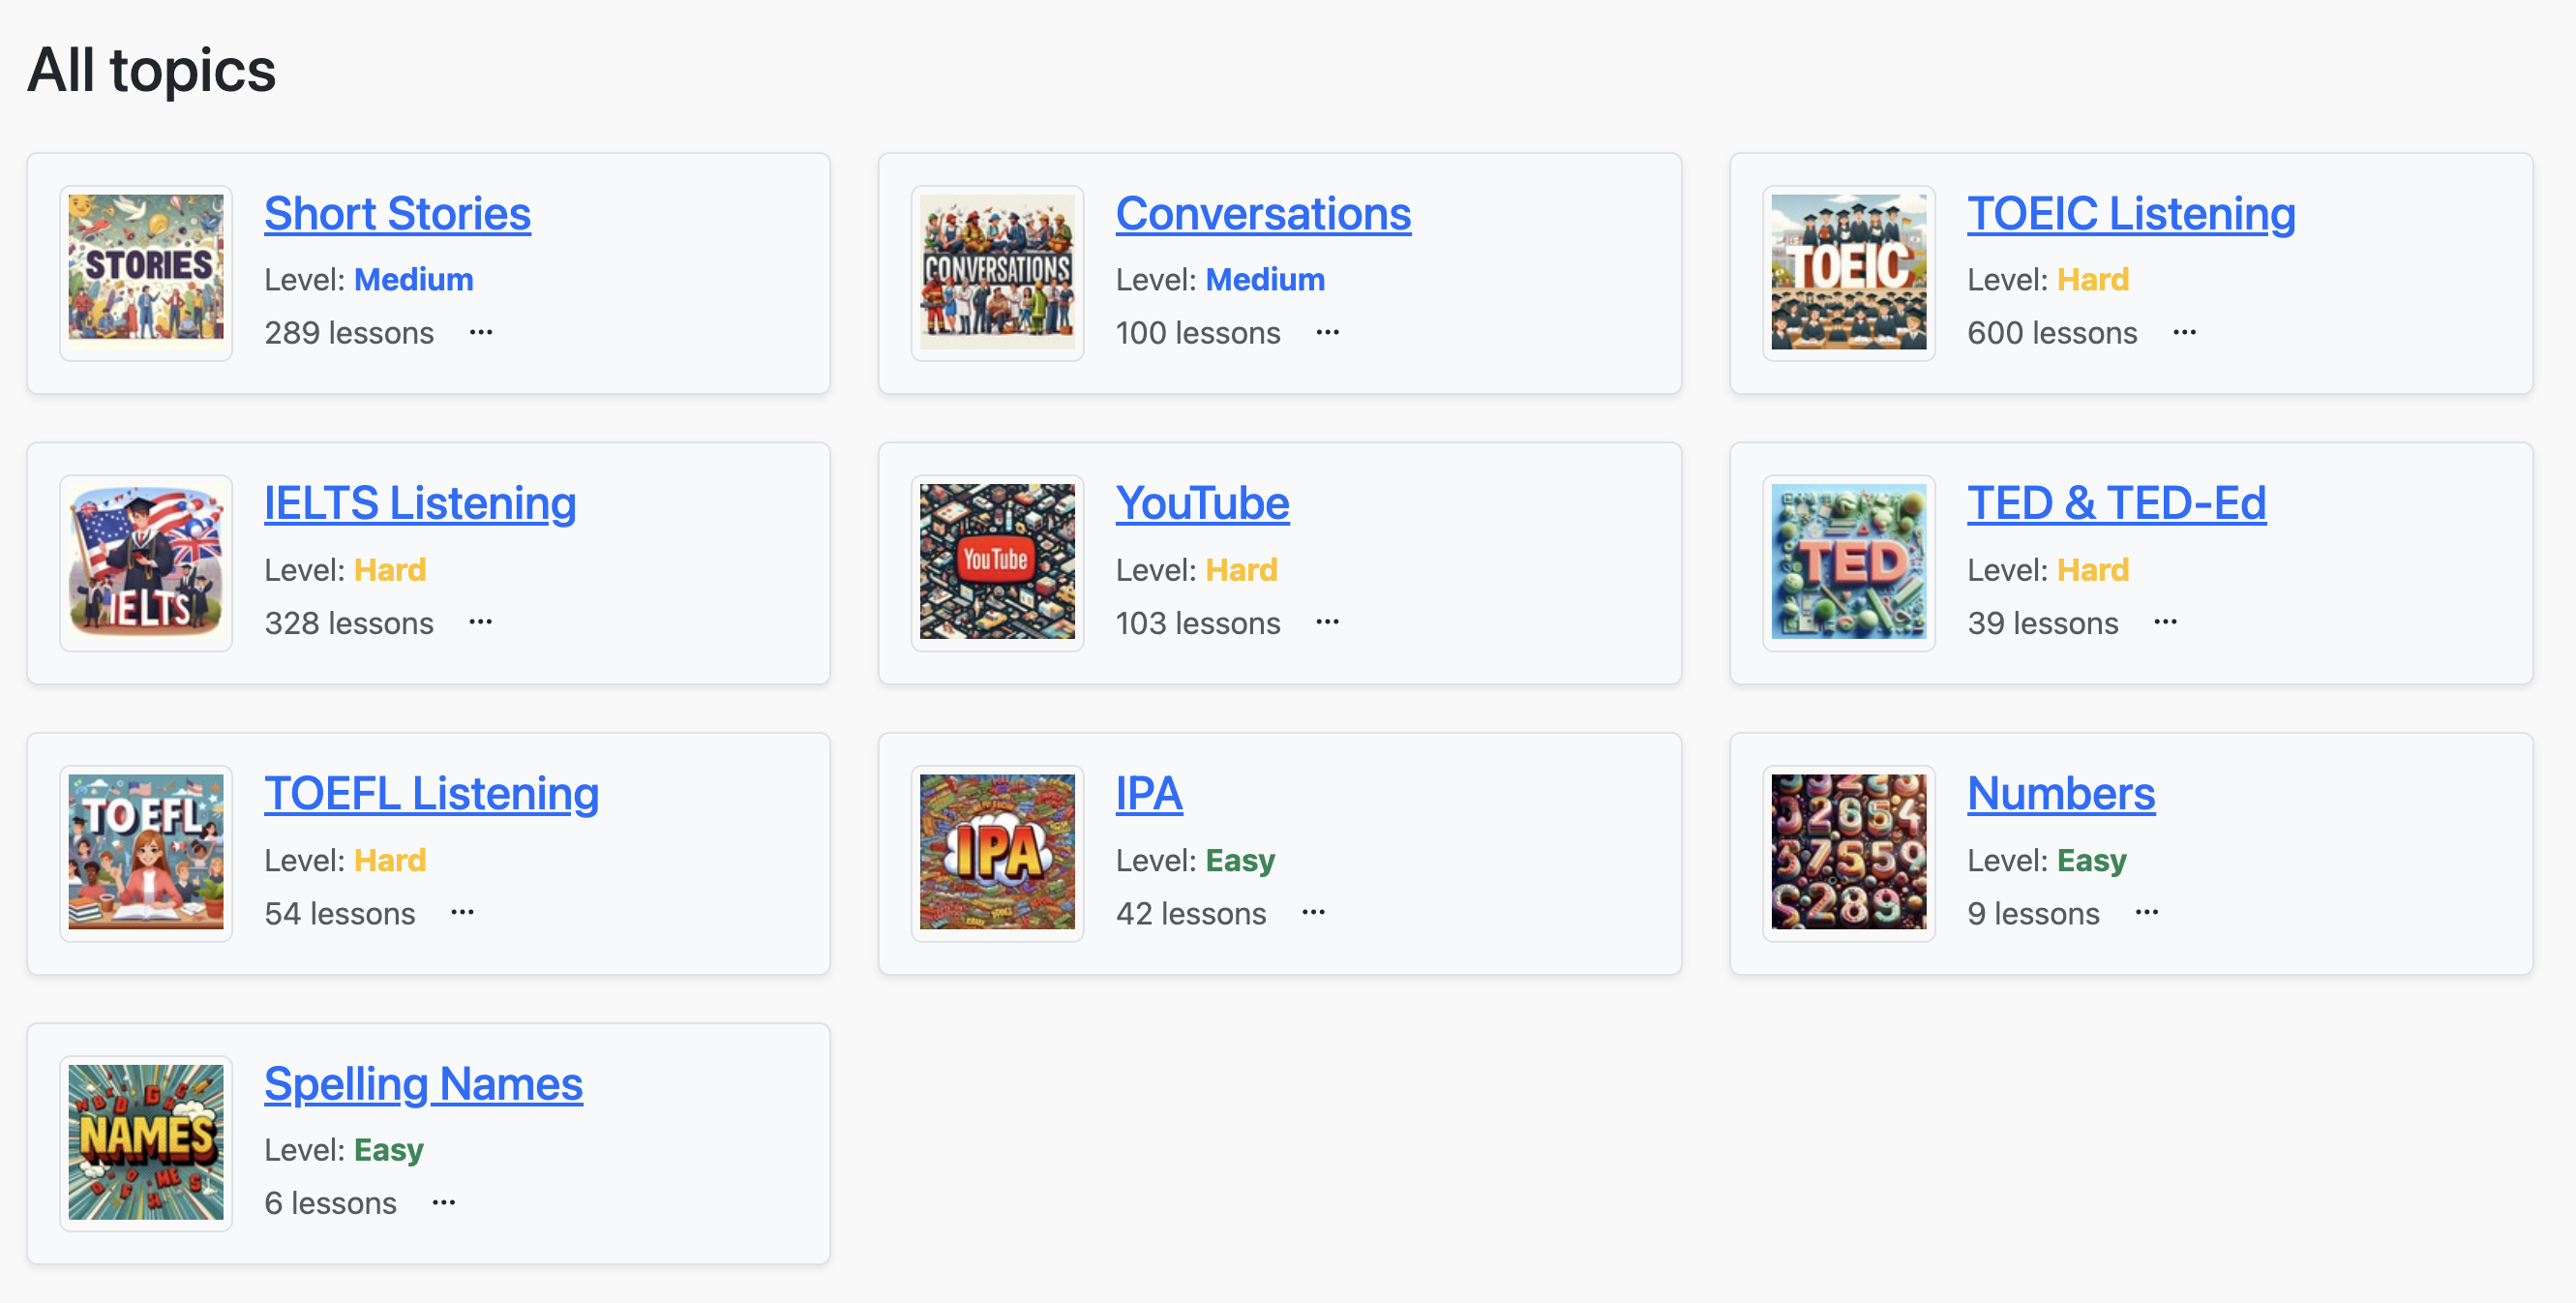 All topics
STORIES
Short Stories
Level: Medium
289 lessons ...
CONVERSATIONS
Conversations
Level: Medium
100 lessons ...
TOEIC
TOEIC Listening
Level: Hard
600 lessons ...
IELTS
IELTS Listening
Level: Hard
328 lessons ...
YouTube
YouTube
Level: Hard
103 lessons ...
TED
TED & TED-Ed
Level: Hard
39 lessons ...
TOEFL
TOEFL Listening
Level: Hard
54 lessons ...
IPA
IPA
Level: Easy
42 lessons ...
Numbers
Level: Easy
9 lessons ...
NAMES
Spelling Names
Level: Easy
6 lessons ...